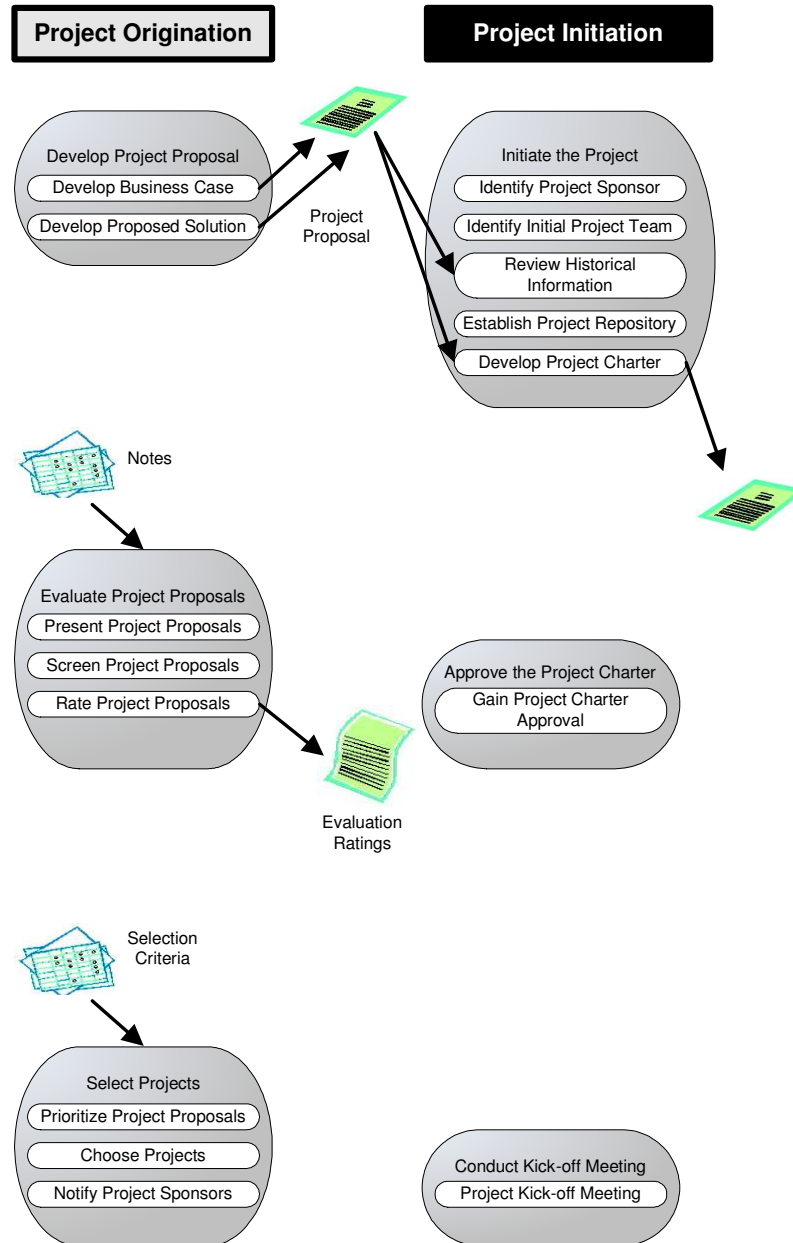 Project Origination
Project Initiation
Develop Project Proposal
Develop Business Case
Develop Proposed Solution
Project
Proposal
Initiate the Project
Identify Project Sponsor
Identify Initial Project Team
Review Historical
Information
Establish Project Repository
Develop Project Charter
Notes
Evaluate Project Proposals
Present Project Proposals
Screen Project Proposals
Rate Project Proposals
Evaluation
Ratings
Approve the Project Charter
Gain Project Charter
Approval
Selection
Criteria
Select Projects
Prioritize Project Proposals
Choose Projects
Notify Project Sponsors
Conduct Kick-off Meeting
Project Kick-off Meeting